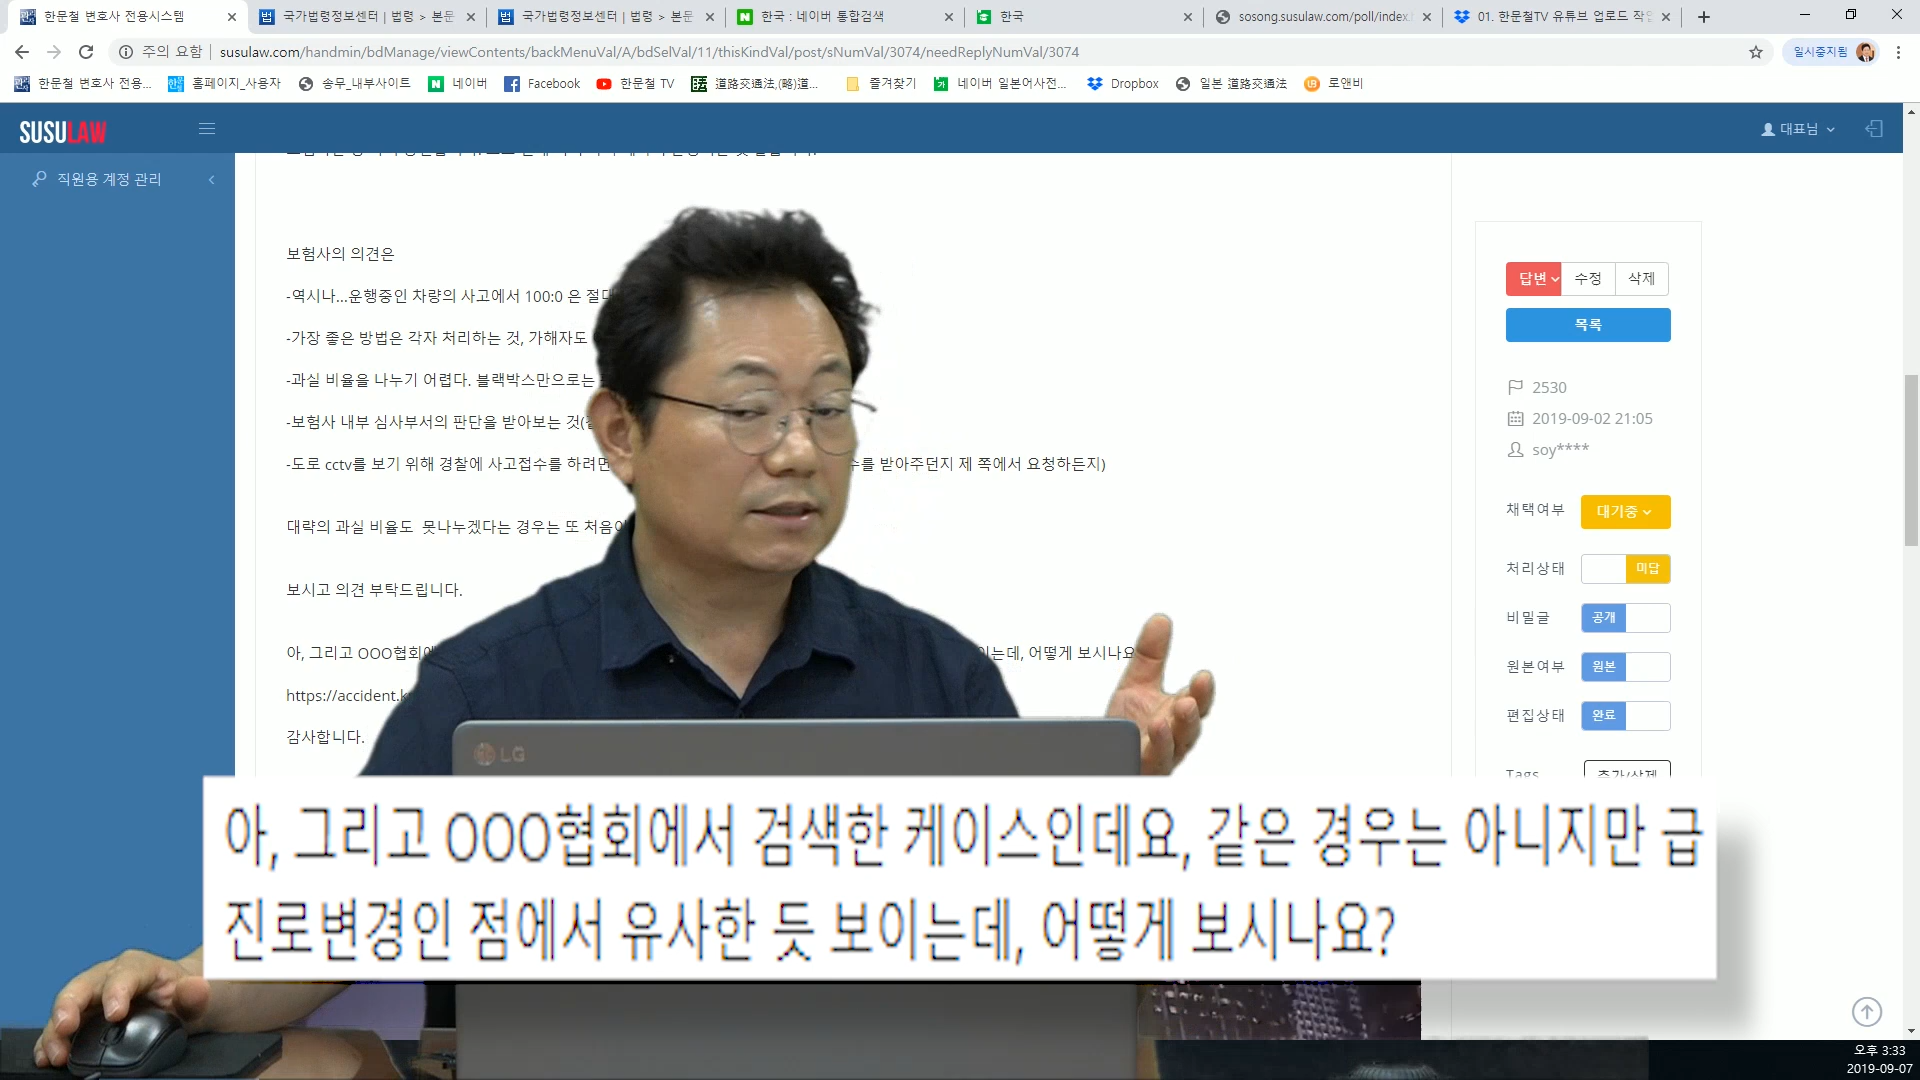 한문철 변호사 전용시스템
국가법령정보센터 | 법령 > 본문
국가법령정보센터 | 법령 > 본문
한국 : 네이버 통합검색
한국
sosong.susulaw.com/poll/index.
01. 한문철TV 유튜브 업로드
주의 요함
susulaw.com/handmin/bdManage/viewContents/backMenuVal/A/bdSelVal/11/thisKindVal/post/sNumVal/3074/needReplyNumVal/3074
일시중지됨
한문철 변호사 전용...
홈페이지_사용자
송무_내부사이트
네이버
Facebook
한문철 TV
道路交通法,(略)道...
즐겨찾기
네이버 일본어사전...
Dropbox
일본 道路交通法
로앤비
SUSULAW
대표님
직원용 계정 관리
보험사의 의견은
-역시나...운행중인 차량의 사고에서 100:0 은 절대
-가장 좋은 방법은 각자 처리하는 것, 가해자도
-과실 비율을 나누기 어렵다. 블랙박스만으로는
-보험사 내부 심사부서의 판단을 받아보는 것(
-도로 cctv를 보기 위해 경찰에 사고접수를 하려면 수를 받아주던지 제 쪽에서 요청하든지)
대략의 과실 비율도 못나누겠다는 경우는 또 처음이
보시고 의견 부탁드립니다.
아, 그리고 OOO협회에 이는데, 어떻게 보시나요
https://accident.k
감사합니다.
답변
수정
삭제
목록
2530
2019-09-02 21:05
soy****
채택여부
대기중
처리상태
미답
비밀글
공개
원본여부
원본
편집상태
완료
Tags
추가/삭제
LG
아, 그리고 OOO협회에서 검색한 케이스인데요, 같은 경우는 아니지만 급
진로변경인 점에서 유사한 듯 보이는데, 어떻게 보시나요?
오후 3:33
2019-09-07